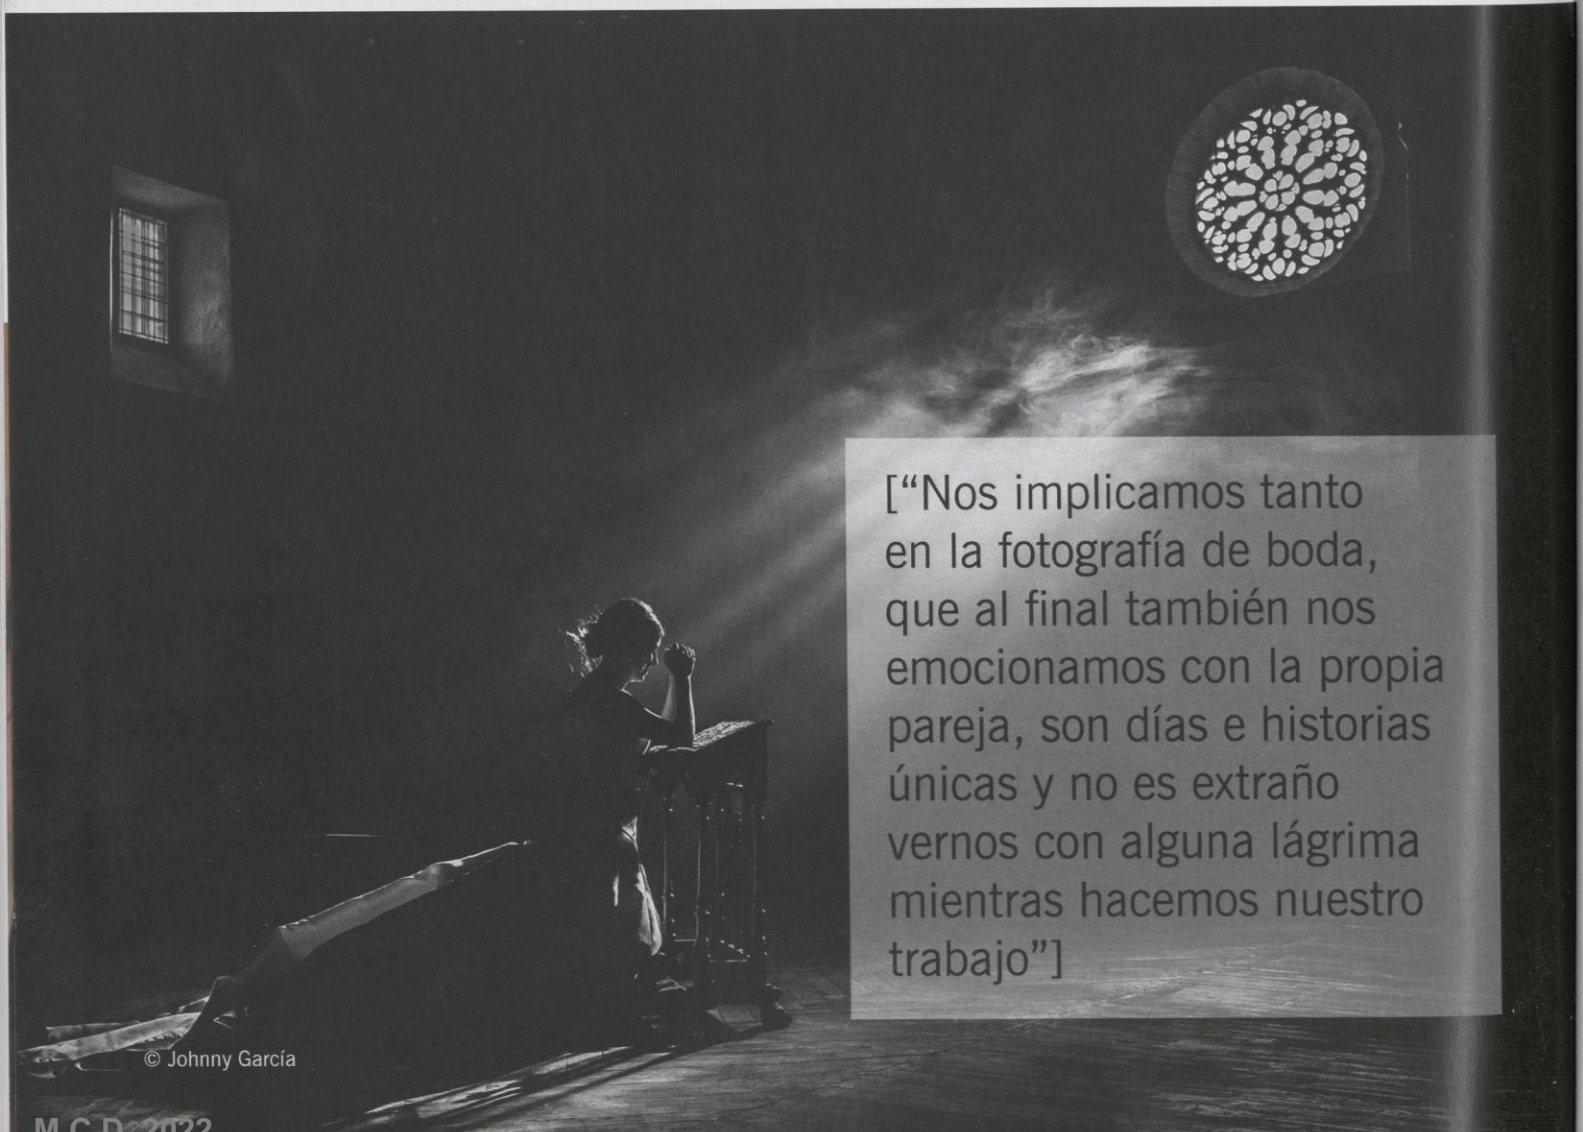 [“Nos implicamos tanto
en la fotografía de boda,
que al final también nos
emocionamos con la propia
pareja, son días e historias
únicas y no es extraño
vernos con alguna lágrima
mientras hacemos nuestro
trabajo”]
© Johnny García
M.C.D. 2022